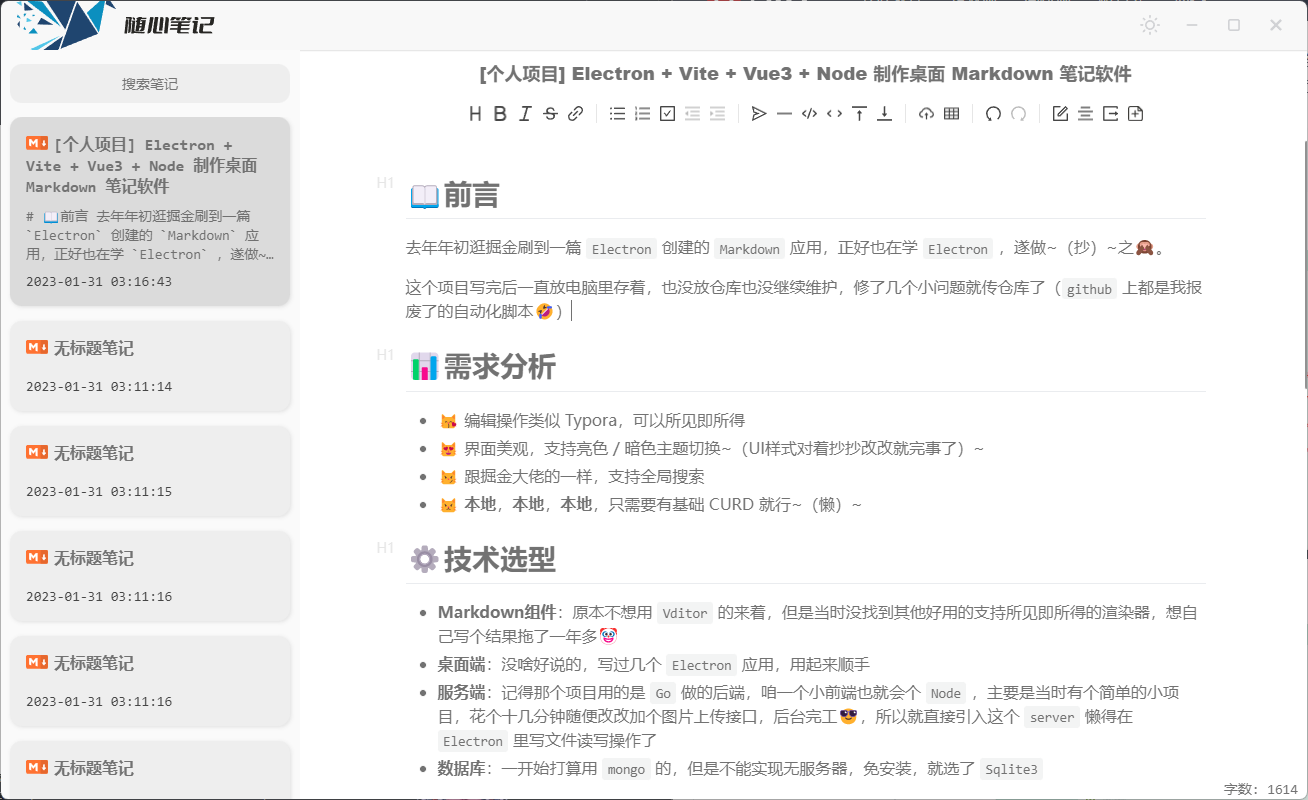 随心笔记
搜索笔记
[个人项目] Electron +
Vite + Vue3 + Node 制作桌面
Markdown 笔记软件
# 📖前言 去年年初逛掘金刷到一篇
`Electron` 创建的 `Markdown` 应
用，正好也在学 `Electron` ，遂做~…
2023-01-31 03:16:43
无标题笔记
2023-01-31 03:11:14
无标题笔记
2023-01-31 03:11:15
无标题笔记
2023-01-31 03:11:16
无标题笔记
2023-01-31 03:11:16
无标题笔记
[个人项目] Electron + Vite + Vue3 + Node 制作桌面 Markdown 笔记软件
H1 📖前言
去年年初逛掘金刷到一篇 Electron 创建的 Markdown 应用，正好也在学 Electron ，遂做~（抄）~之🙈。
这个项目写完后一直放电脑里存着，也没放仓库也没继续维护，修了几个小问题就传仓库了（ github 上都是我报
废了的自动化脚本🤣）
H1 📊需求分析
😽 编辑操作类似 Typora，可以所见即所得
😻 界面美观，支持亮色 / 暗色主题切换~（UI样式对着抄抄改改就完事了）~
😼 跟掘金大佬的一样，支持全局搜索
😾 本地，本地，本地，只需要有基础 CURD 就行~（懒）~
H1 ⚙️技术选型
Markdown组件：原本不想用 Vditor 的来着，但是当时没找到其他好用的支持所见即所得的渲染器，想自
己写个结果拖了一年多🤡
桌面端：没啥好说的，写过几个 Electron 应用，用起来顺手
服务端：记得那个项目用的是 Go 做的后端，咱一个小前端也就会个 Node ，主要是当时有个简单的小项
目，花个十几分钟随便改改加个图片上传接口，后台完工😎，所以就直接引入这个 server 懒得在
Electron 里写文件读写操作了
数据库：一开始打算用 mongo 的，但是不能实现无服务器，免安装，就选了 Sqlite3
字数：1614